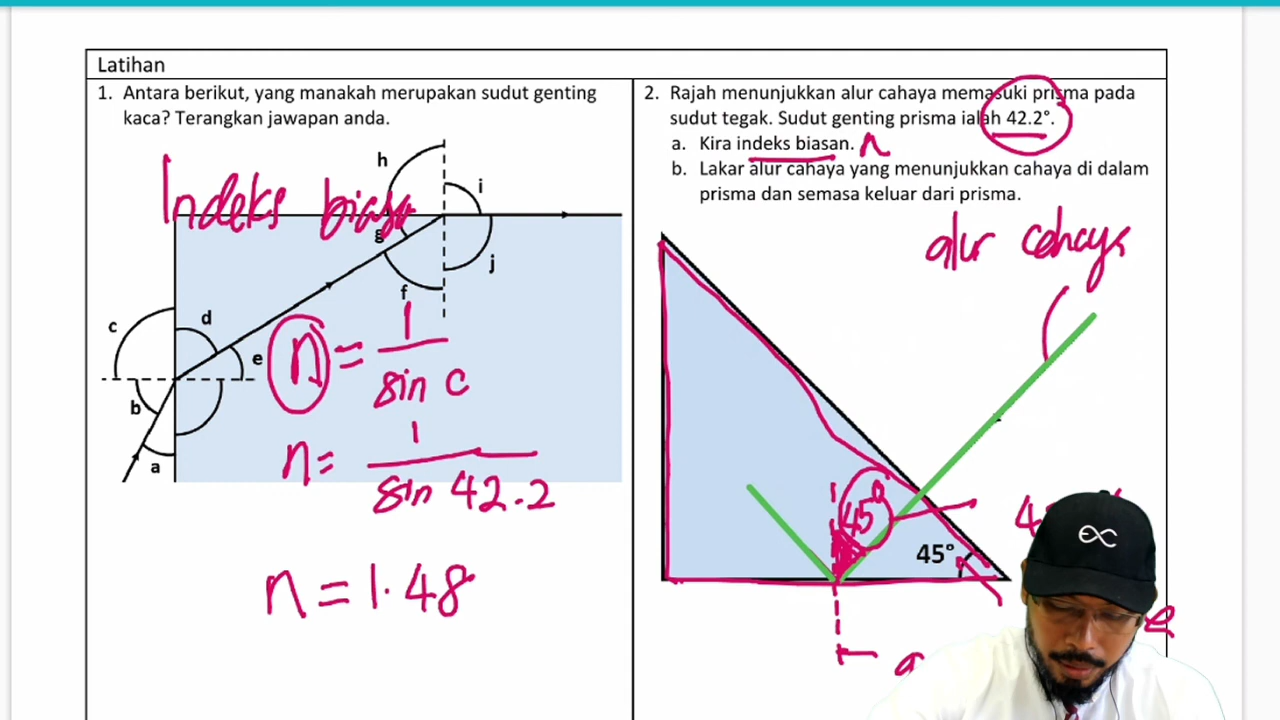 Latihan
1. Antara berikut, yang manakah merupakan sudut genting
kaca? Terangkan jawapan anda.
h
i
g
j
f
c
d
e
b
a
Indeks biasa
n = 1 / sin c
n = 1 / sin 42.2
n = 1.48
2. Rajah menunjukkan alur cahaya memasuki prisma pada
sudut tegak. Sudut genting prisma ialah 42.2°.
a. Kira indeks biasan. n
b. Lakar alur cahaya yang menunjukkan cahaya di dalam
prisma dan semasa keluar dari prisma.
alur cahaya
45°
45°